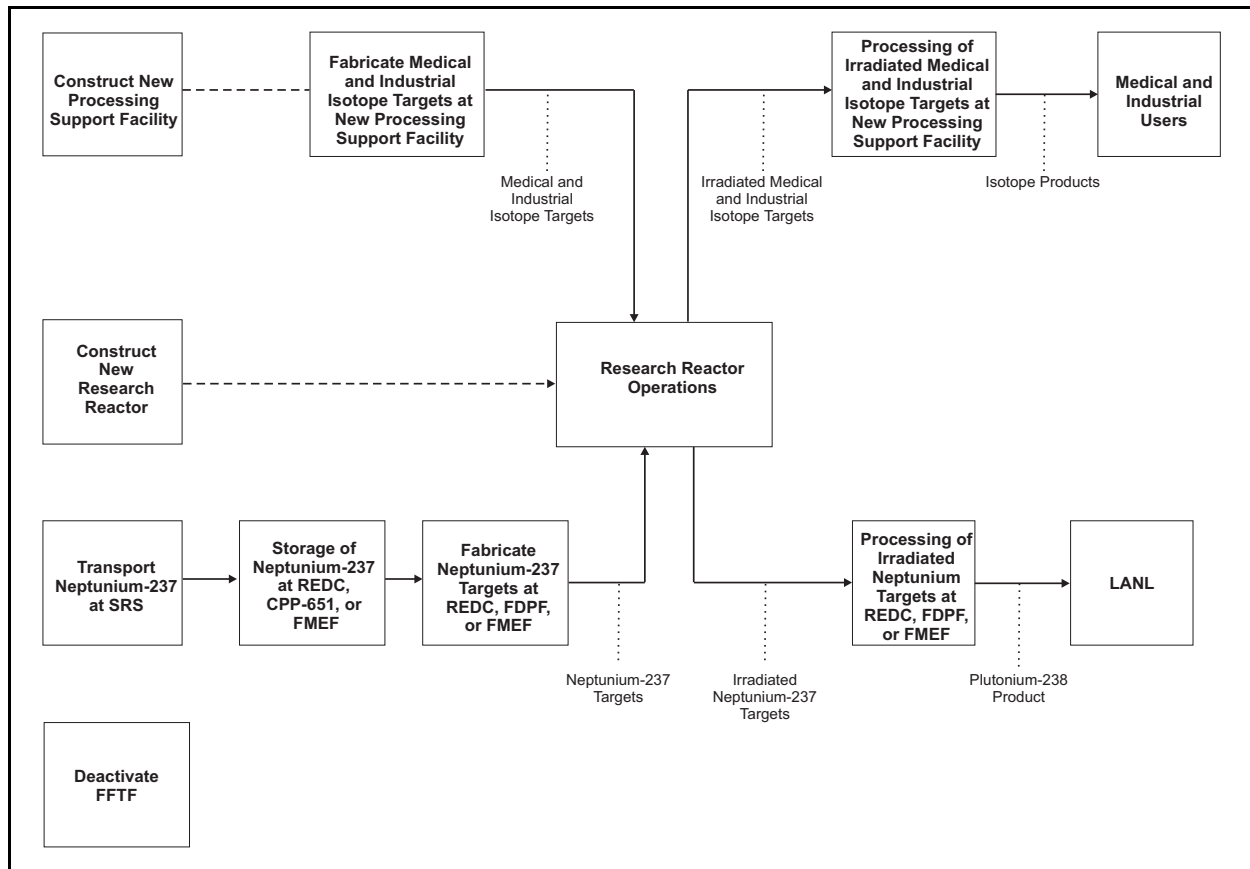 Construct New
Processing
Support Facility
Fabricate Medical
and Industrial
Isotope Targets at
New Processing
Support Facility
Processing of
Irradiated Medical
and Industrial
Isotope Targets at
New Processing
Support Facility
Medical and
Industrial
Users
Medical and
Industrial
Isotope Targets
Irradiated Medical
and Industrial
Isotope Targets
Isotope Products
Construct
New
Research
Reactor
Research Reactor
Operations
Transport
Neptunium-237
at SRS
Storage of
Neptunium-237
at REDC,
CPP-651, or
FMEF
Fabricate
Neptunium-237
Targets at
REDC, FDPF,
or FMEF
Processing of
Irradiated
Neptunium
Targets at
REDC, FDPF,
or FMEF
LANL
Neptunium-237
Targets
Irradiated
Neptunium-237
Targets
Plutonium-238
Product
Deactivate
FFTF